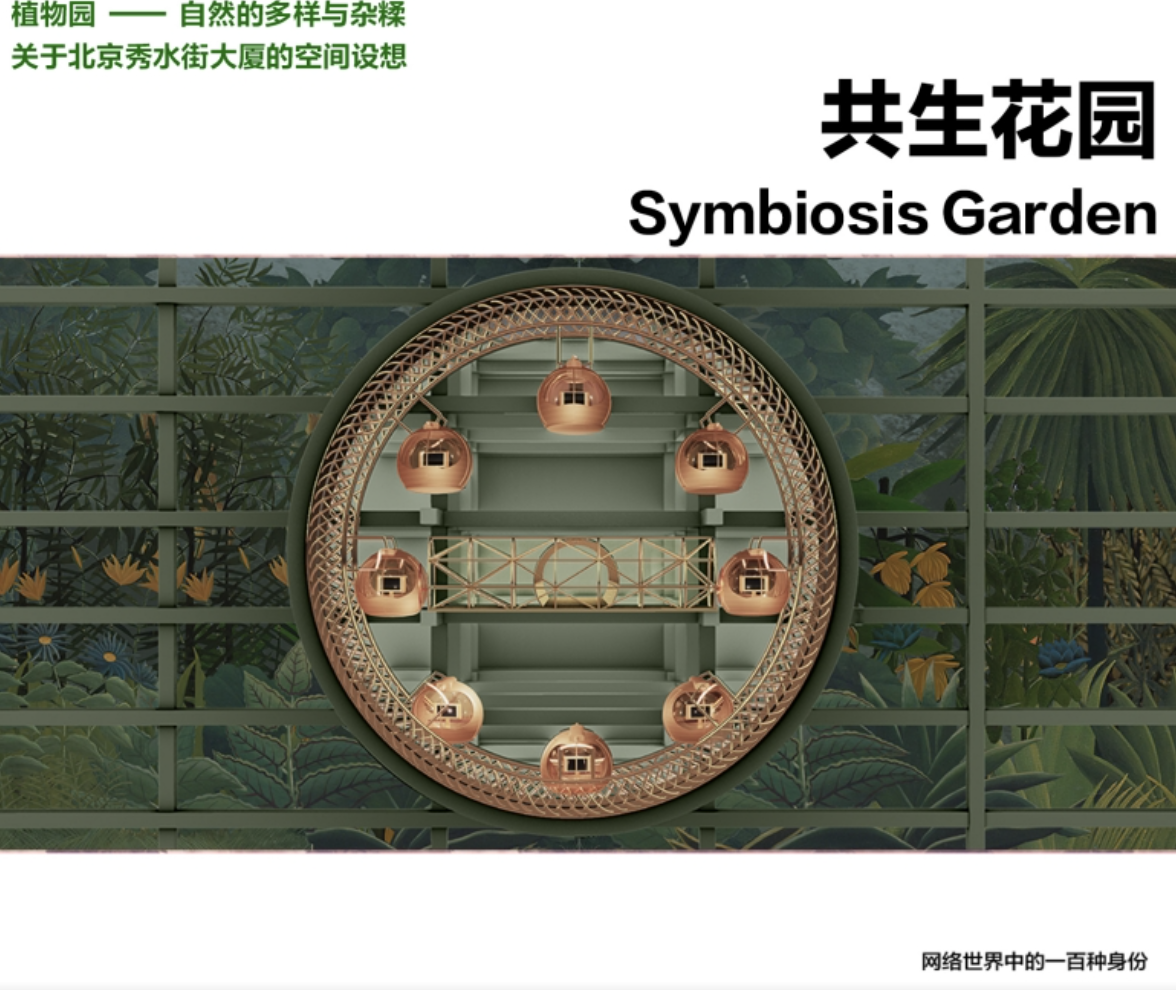 植物园 —— 自然的多样与杂糅
关于北京秀水街大厦的空间设想
共生花园
Symbiosis Garden
网络世界中的一百种身份